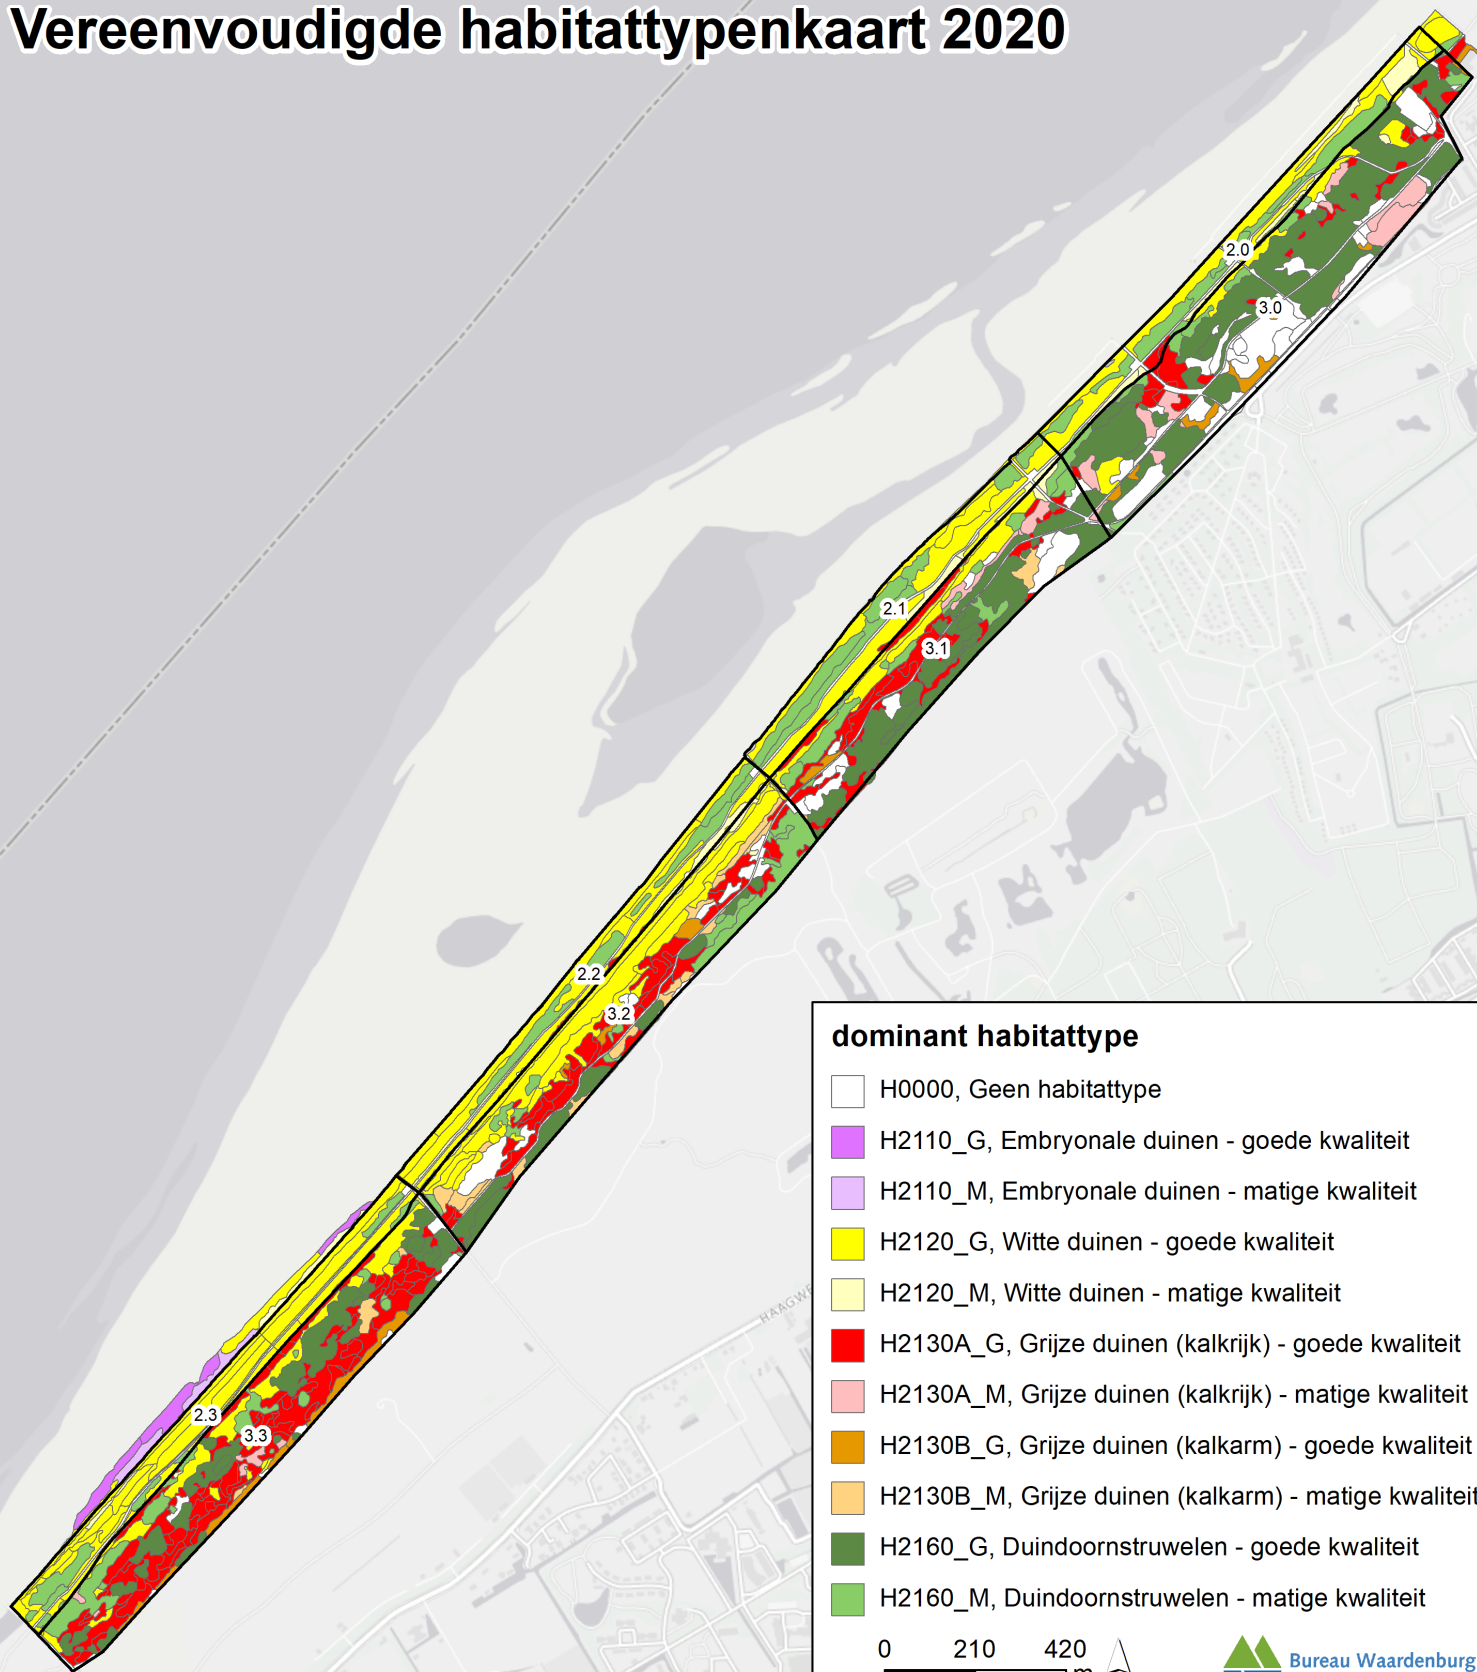 Vereenvoudigde habitattypenkaart 2020
2.0
3.0
2.1
3.1
2.2
3.2
2.3
3.3
dominant habitattype
H0000, Geen habitattype
H2110_G, Embryonale duinen - goede kwaliteit
H2110_M, Embryonale duinen - matige kwaliteit
H2120_G, Witte duinen - goede kwaliteit
H2120_M, Witte duinen - matige kwaliteit
H2130A_G, Grijze duinen (kalkrijk) - goede kwaliteit
H2130A_M, Grijze duinen (kalkrijk) - matige kwaliteit
H2130B_G, Grijze duinen (kalkarm) - goede kwaliteit
H2130B_M, Grijze duinen (kalkarm) - matige kwaliteit
H2160_G, Duindoornstruwelen - goede kwaliteit
H2160_M, Duindoornstruwelen - matige kwaliteit
0 210 420
m
Bureau Waardenburg